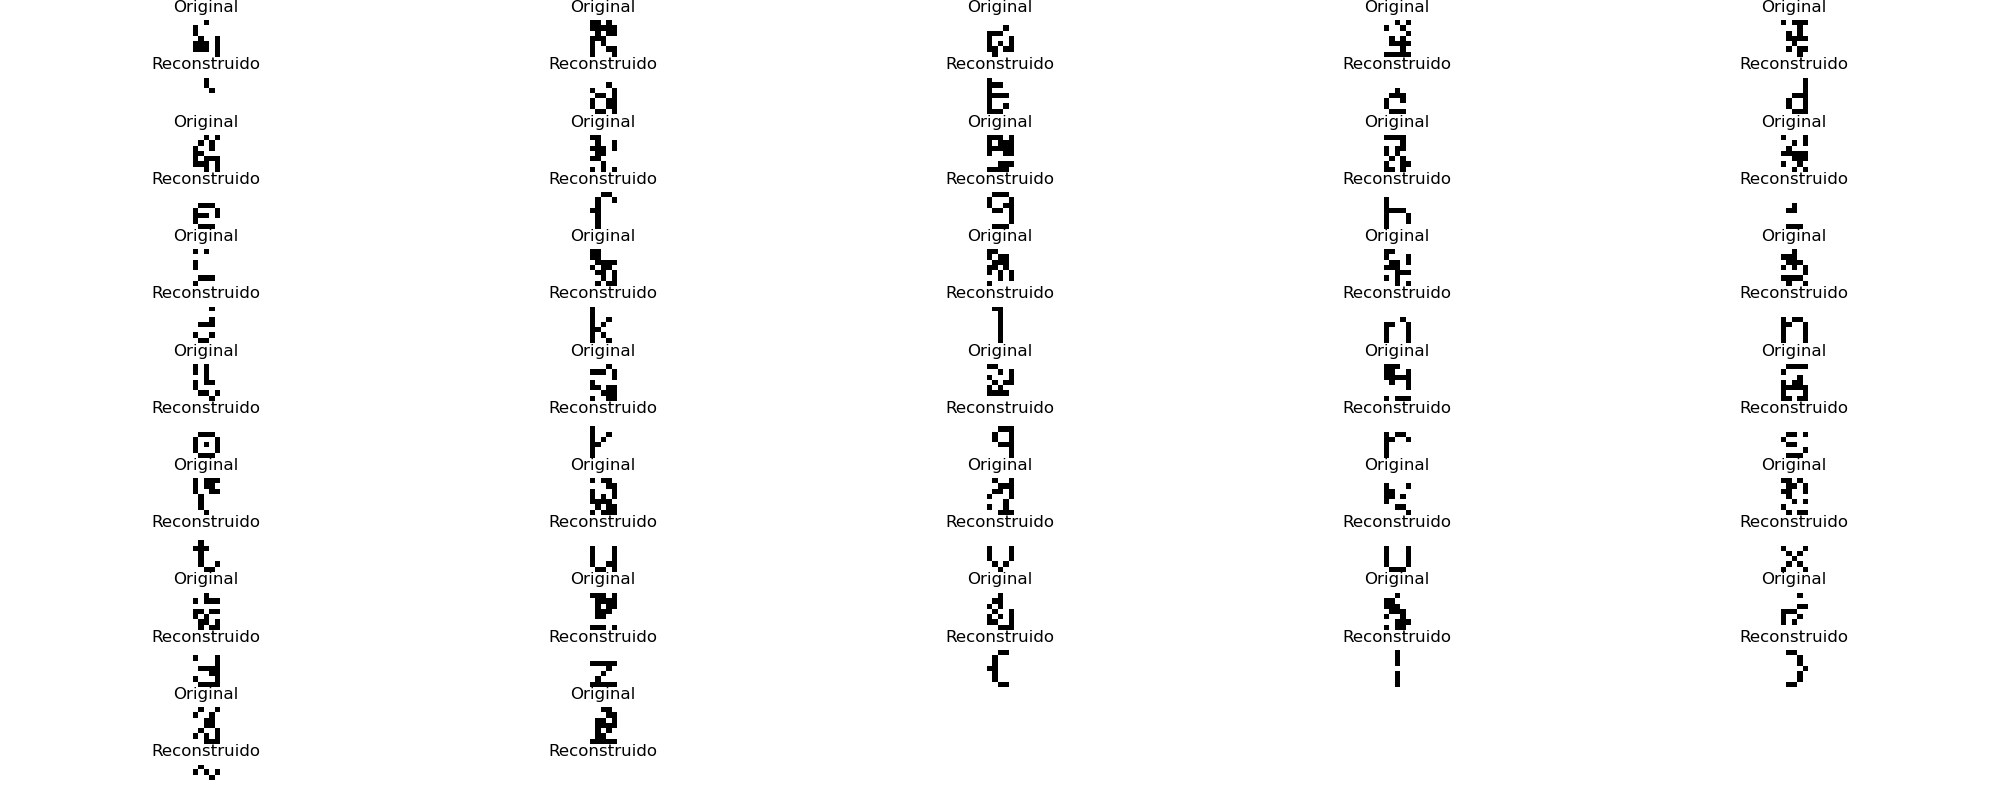 Original Original Original Original Original
Reconstruido Reconstruido Reconstruido Reconstruido Reconstruido
` c d
Original Original Original Original Original
Reconstruido Reconstruido Reconstruido Reconstruido Reconstruido
e f g h
Original Original Original Original Original
Reconstruido Reconstruido Reconstruido Reconstruido Reconstruido
k l n
Original Original Original Original Original
Reconstruido Reconstruido Reconstruido Reconstruido Reconstruido
o q r
Original Original Original Original Original
Reconstruido Reconstruido Reconstruido Reconstruido Reconstruido
t u v x
Original Original Original Original Original
Reconstruido Reconstruido Reconstruido Reconstruido Reconstruido
y z { | }
Original Original
Reconstruido Reconstruido
~